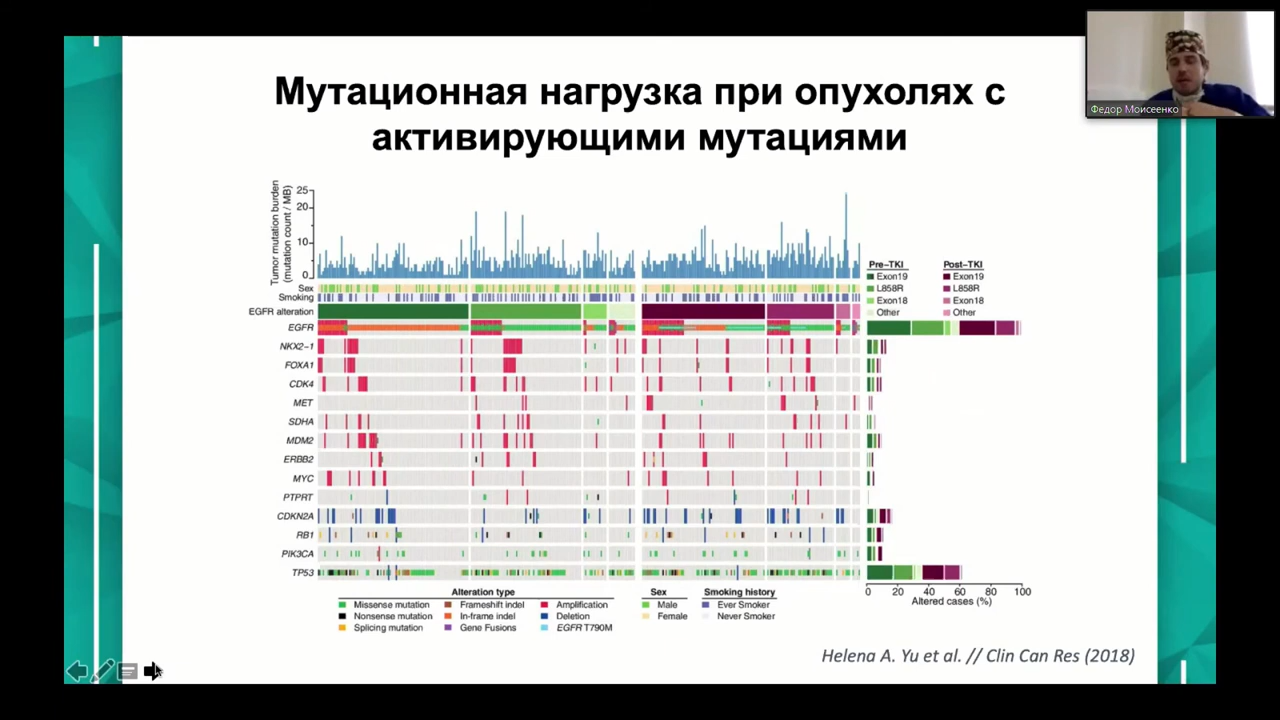 Мутационная нагрузка при опухолях с
активирующими мутациями
Федор Моисеенко
Tumor mutation burden
(mutation count / MB)
25
20
10
0
Sex
Smoking
EGFR alteration
EGFR
NKX2−1
FOXA1
CDK4
MET
SDHA
MDM2
ERBB2
MYC
PTPRT
CDKN2A
RB1
PIK3CA
TP53
Pre−TKI
Exon19
L858R
Exon18
Other
Post−TKI
Exon19
L858R
Exon18
Other
0 20 40 60 80 100
Altered cases (%)
Alteration type
Missense mutation
Nonsense mutation
Splicing mutation
Frameshift indel
In-frame indel
Gene Fusions
Amplification
Deletion
EGFR T790M
Sex
Male
Female
Smoking history
Ever Smoker
Never Smoker
Helena A. Yu et al. // Clin Can Res (2018)